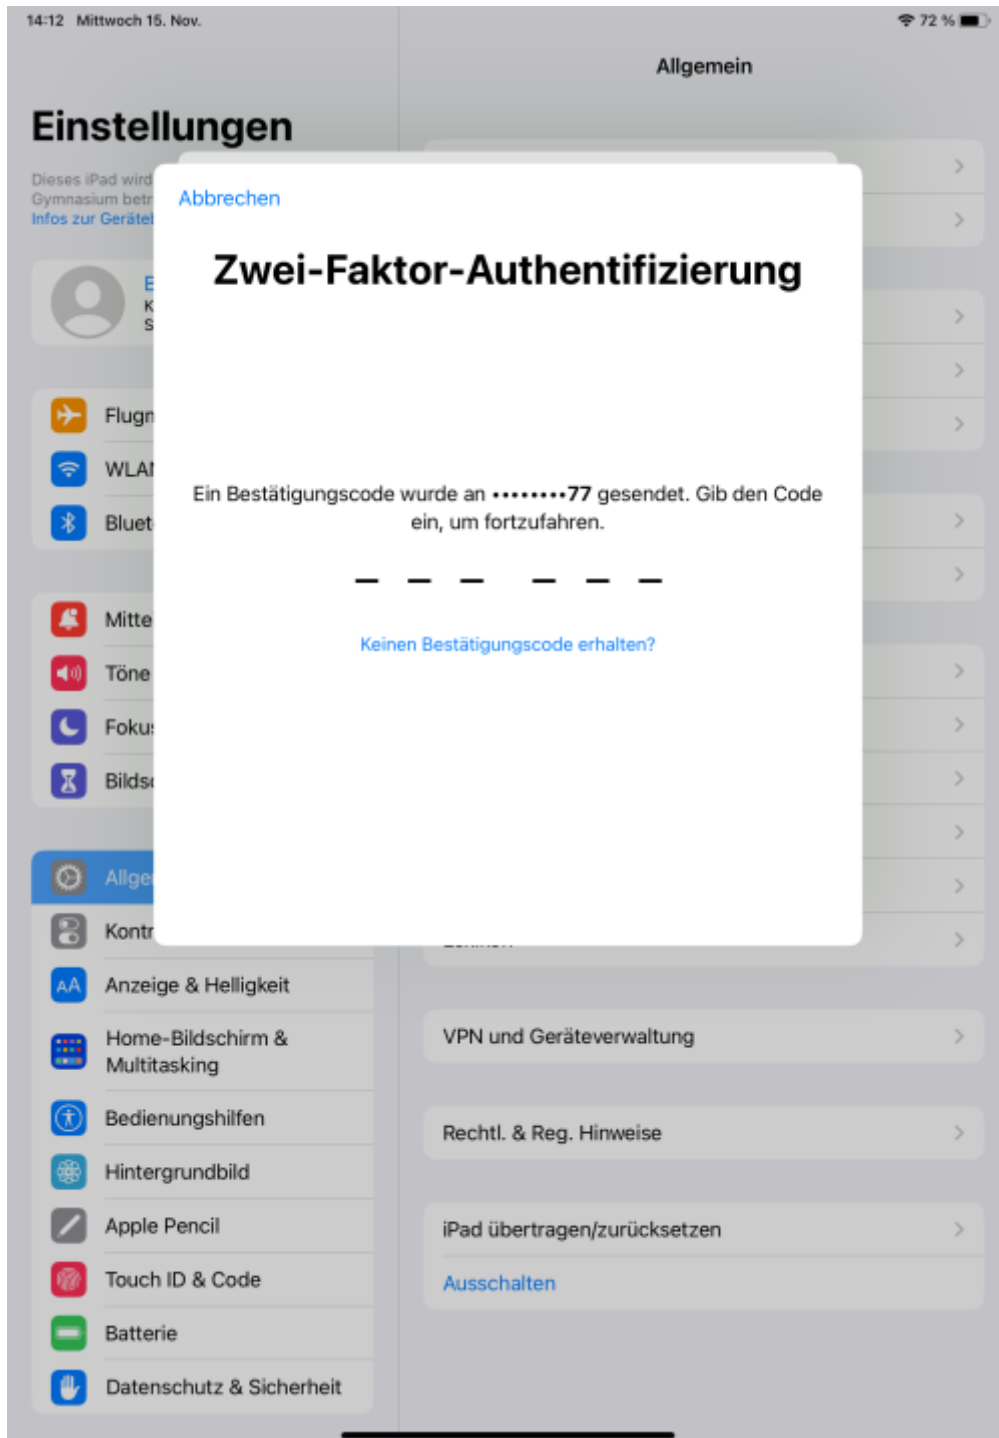 14:12 Mittwoch 15. Nov.
72 %
Allgemein
Einstellungen
Dieses iPad wird
Gymnasium betr
Infos zur Gerätel
Abbrechen
Zwei-Faktor-Authentifizierung
E
K
S
Flugm
WLAN
Ein Bestätigungscode wurde an ••••••••77 gesendet. Gib den Code
ein, um fortzufahren.
Bluet
_ _ _ _ _ _
Mitte
Keinen Bestätigungscode erhalten?
Töne
Fokus
Bildsc
Allge
Kontr
Anzeige & Helligkeit
Home-Bildschirm &
Multitasking
VPN und Geräteverwaltung
Bedienungshilfen
Rechtl. & Reg. Hinweise
Hintergrundbild
Apple Pencil
iPad übertragen/zurücksetzen
Touch ID & Code
Ausschalten
Batterie
Datenschutz & Sicherheit